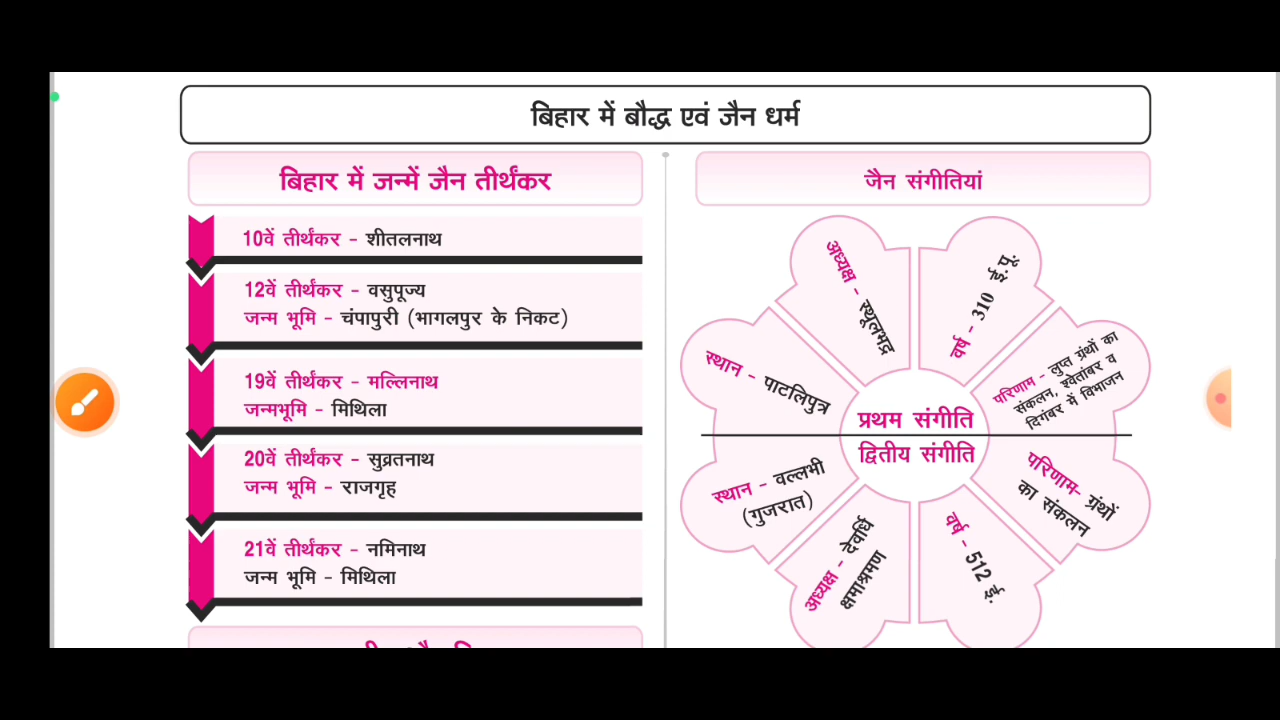 बिहार में बौद्ध एवं जैन धर्म
बिहार में जन्में जैन तीर्थंकर
10वें तीर्थंकर - शीतलनाथ
12वें तीर्थंकर - वसुपूज्य
जन्म भूमि - चंपापुरी (भागलपुर के निकट)
19वें तीर्थंकर - मल्लिनाथ
जन्मभूमि - मिथिला
20वें तीर्थंकर - सुव्रतनाथ
जन्म भूमि - राजगृह
21वें तीर्थंकर - नमिनाथ
जन्म भूमि - मिथिला
जैन संगीतियां
प्रथम संगीति
स्थान - पाटलिपुत्र
अध्यक्ष - स्थूलभद्र
वर्ष - 310 ई.पू.
परिणाम - लुप्त ग्रंथों का
संकलन, श्वेतांबर व
दिगंबर में विभाजन
द्वितीय संगीति
स्थान - वल्लभी
(गुजरात)
अध्यक्ष - देवर्धि
क्षमाश्रमण
वर्ष - 512 ई.
परिणाम- ग्रंथों
का संकलन